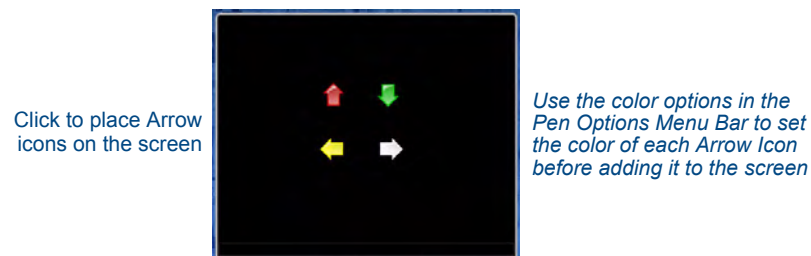 Click to place Arrow
icons on the screen
Use the color options in the
Pen Options Menu Bar to set
the color of each Arrow Icon
before adding it to the screen